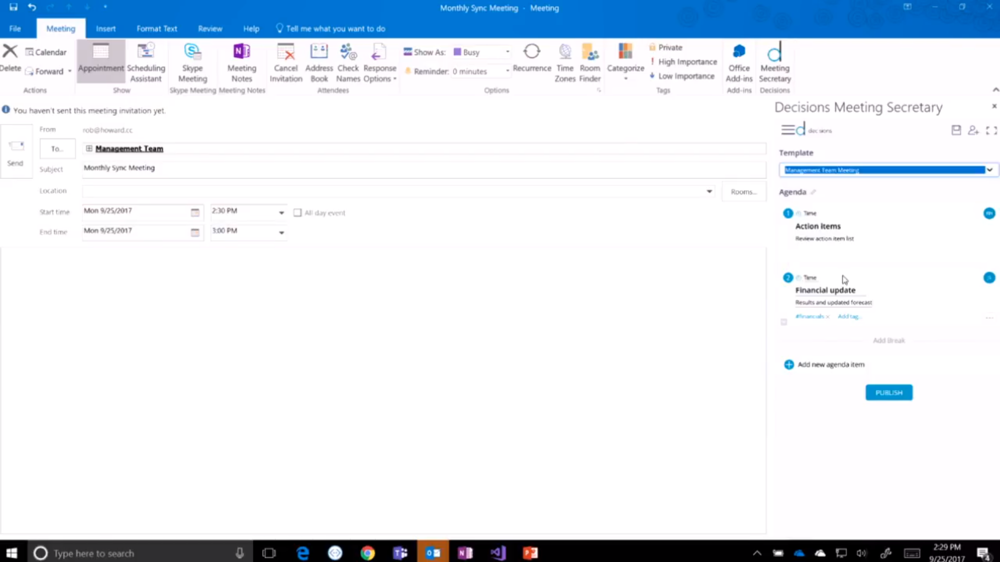 Monthly Sync Meeting - Meeting
File
Meeting
Insert
Format Text
Review
Help
Tell me what you want to do
Delete
Calendar
Forward
Actions
Appointment
Scheduling Assistant
Show
Skype Meeting
Skype Meeting
Meeting Notes
Meeting Notes
Cancel Invitation
Address Book
Check Names
Response Options
Attendees
Show As: Busy
Reminder: 0 minutes
Recurrence
Time Zones
Room Finder
Options
Categorize
Private
High Importance
Low Importance
Tags
Office Add-ins
Add-ins
Meeting Secretary
Decisions
You haven't sent this meeting invitation yet.
Send
From rob@howard.cc
To... Management Team
Subject Monthly Sync Meeting
Location
Rooms...
Start time Mon 9/25/2017 2:30 PM All day event
End time Mon 9/25/2017 3:00 PM
Decisions Meeting Secretary
Template
Management Team Meeting
Agenda
1 Time
Action items
Review action item list
2 Time
Financial update
Results and updated forecast
#financials × Add tag...
Add Break
Add new agenda item
PUBLISH
Type here to search
2:29 PM
9/25/2017
4